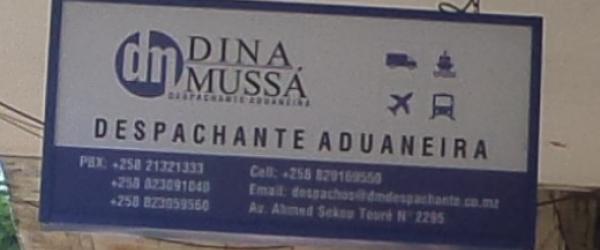 dm DINA
MUSSÁ
DESPACHANTE ADUANEIRA
DESPACHANTE ADUANEIRA
PBX: +258 21321333
+258 823091040
+258 823059560
Cell: +258 829169550
Email: despachos@dmdespachante.co.mz
Av. Ahmed Sekou Touré N° 2295